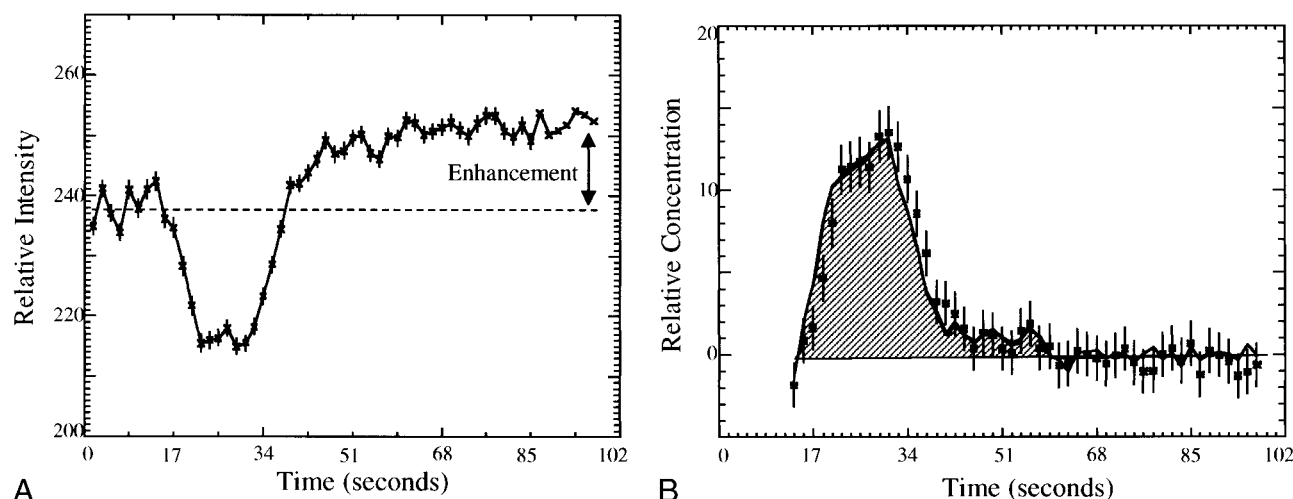 260
240
220
200
Relative Intensity
Enhancement
0 17 34 51 68 85 102
Time (seconds)
A
20
10
0
Relative Concentration
0 17 34 51 68 85 102
Time (seconds)
B